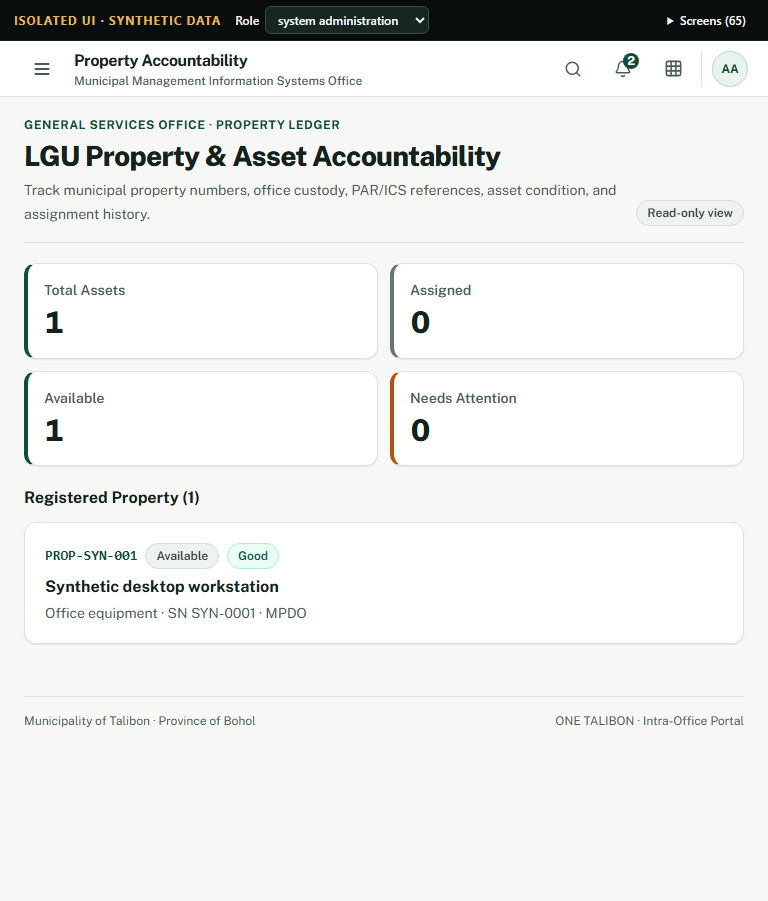 ISOLATED UI · SYNTHETIC DATA Role system administration ▶ Screens (65)
Property Accountability
Municipal Management Information Systems Office
2
AA
GENERAL SERVICES OFFICE · PROPERTY LEDGER
LGU Property & Asset Accountability
Track municipal property numbers, office custody, PAR/ICS references, asset condition, and
assignment history.
Read-only view
Total Assets
1
Assigned
0
Available
1
Needs Attention
0
Registered Property (1)
PROP-SYN-001 Available Good
Synthetic desktop workstation
Office equipment · SN SYN-0001 · MPDO
Municipality of Talibon · Province of Bohol
ONE TALIBON · Intra-Office Portal